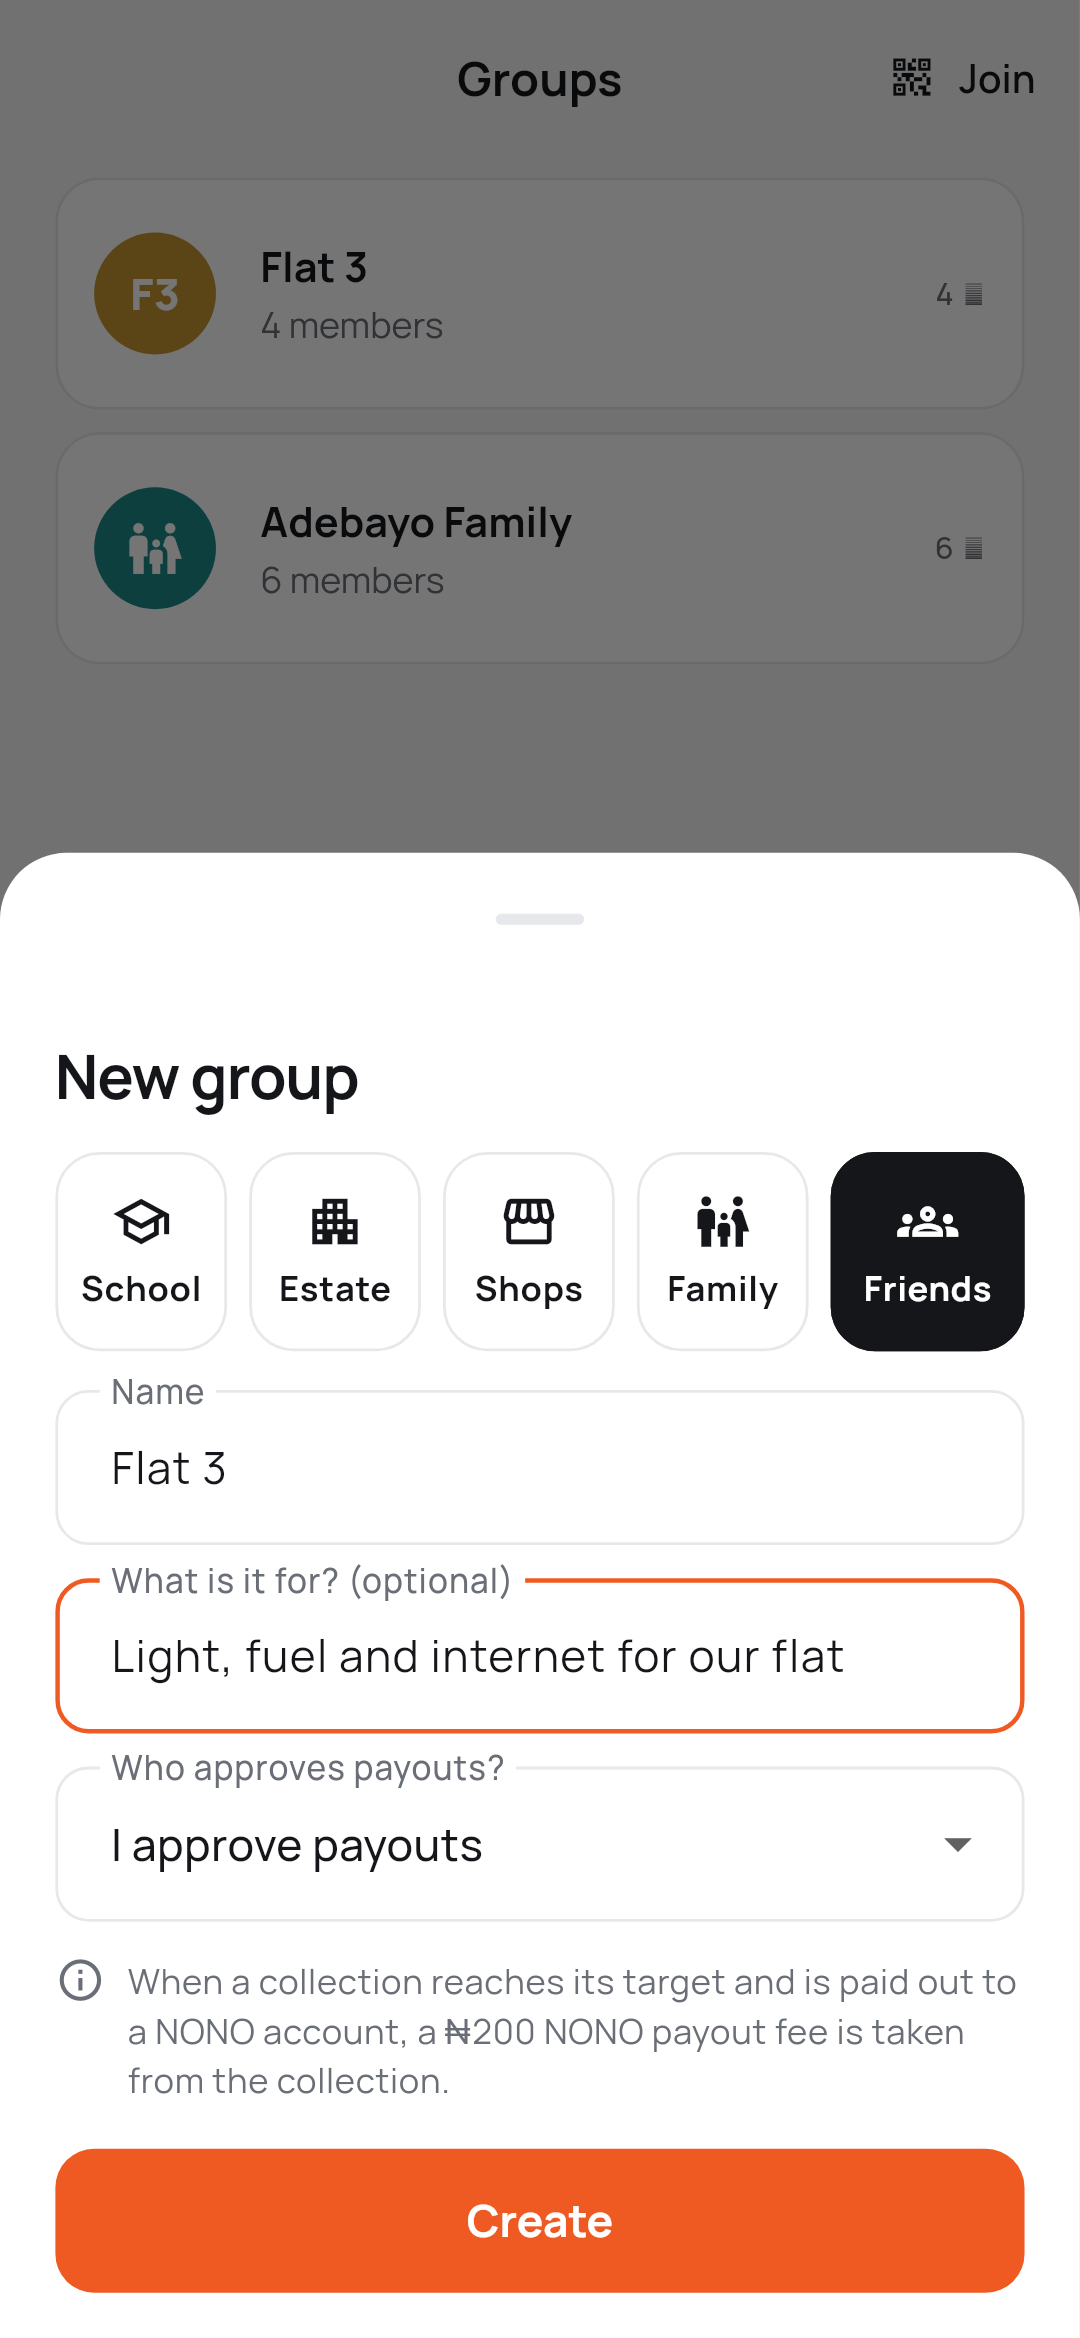 Groups
Join
F3
Flat 3
4 members
4
Adebayo Family
6 members
6
New group
School
Estate
Shops
Family
Friends
Name
Flat 3
What is it for? (optional)
Light, fuel and internet for our flat
Who approves payouts?
I approve payouts
When a collection reaches its target and is paid out to
a NONO account, a ₦200 NONO payout fee is taken
from the collection.
Create